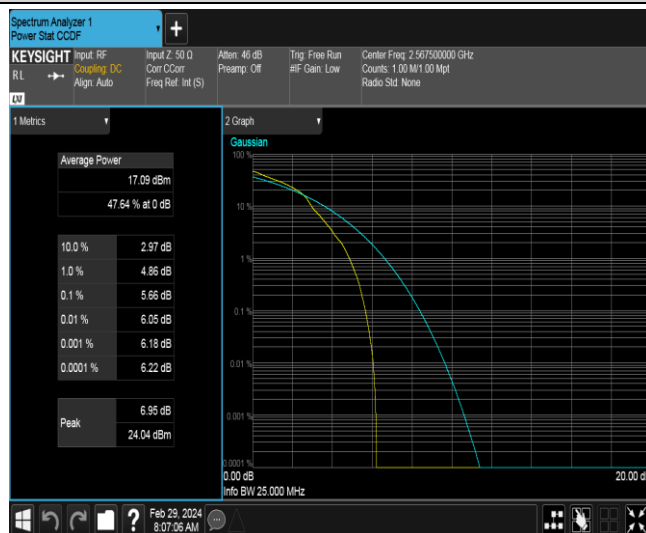 Spectrum Analyzer 1
Power Stat CCDF
+
KEYSIGHT
RL
LXI
Input: RF
Coupling: DC
Align: Auto
Input Z: 50 Ω
Corr CCorr
Freq Ref: Int (S)
Atten: 46 dB
Preamp: Off
Trig: Free Run
#IF Gain: Low
Center Freq: 2.567500000 GHz
Counts: 1.00 M/1.00 Mpt
Radio Std: None
1 Metrics
Average Power
17.09 dBm
47.64 % at 0 dB
10.0 % 2.97 dB
1.0 % 4.86 dB
0.1 % 5.66 dB
0.01 % 6.05 dB
0.001 % 6.18 dB
0.0001 % 6.22 dB
Peak
6.95 dB
24.04 dBm
2 Graph
Gaussian
100 %
10 %
1 %
0.1 %
0.01 %
0.001 %
0.0001 %
0.00 dB
20.00 d
Info BW 25.000 MHz
?
Feb 29, 2024
8:07:06 AM